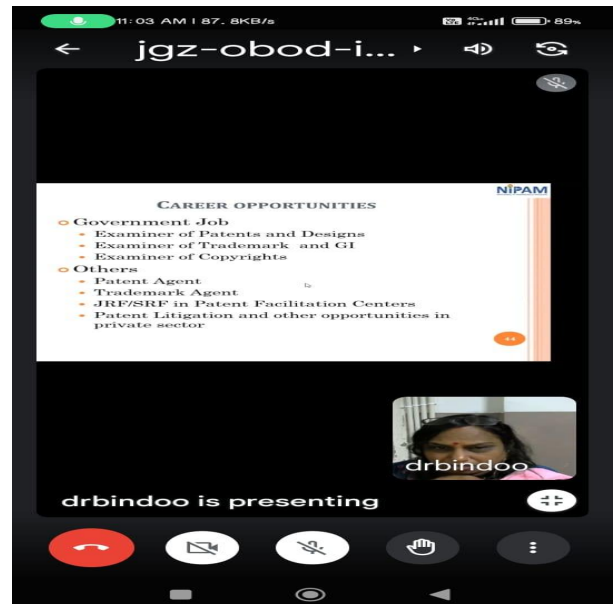 11:03 AM | 87. 8KB/s
89%
jgz-obod-i...
NiPAM
CAREER OPPORTUNITIES
Government Job
Examiner of Patents and Designs
Examiner of Trademark and GI
Examiner of Copyrights
Others
Patent Agent
Trademark Agent
JRF/SRF in Patent Facilitation Centers
Patent Litigation and other opportunities in
private sector
44
drbindoo
drbindoo is presenting